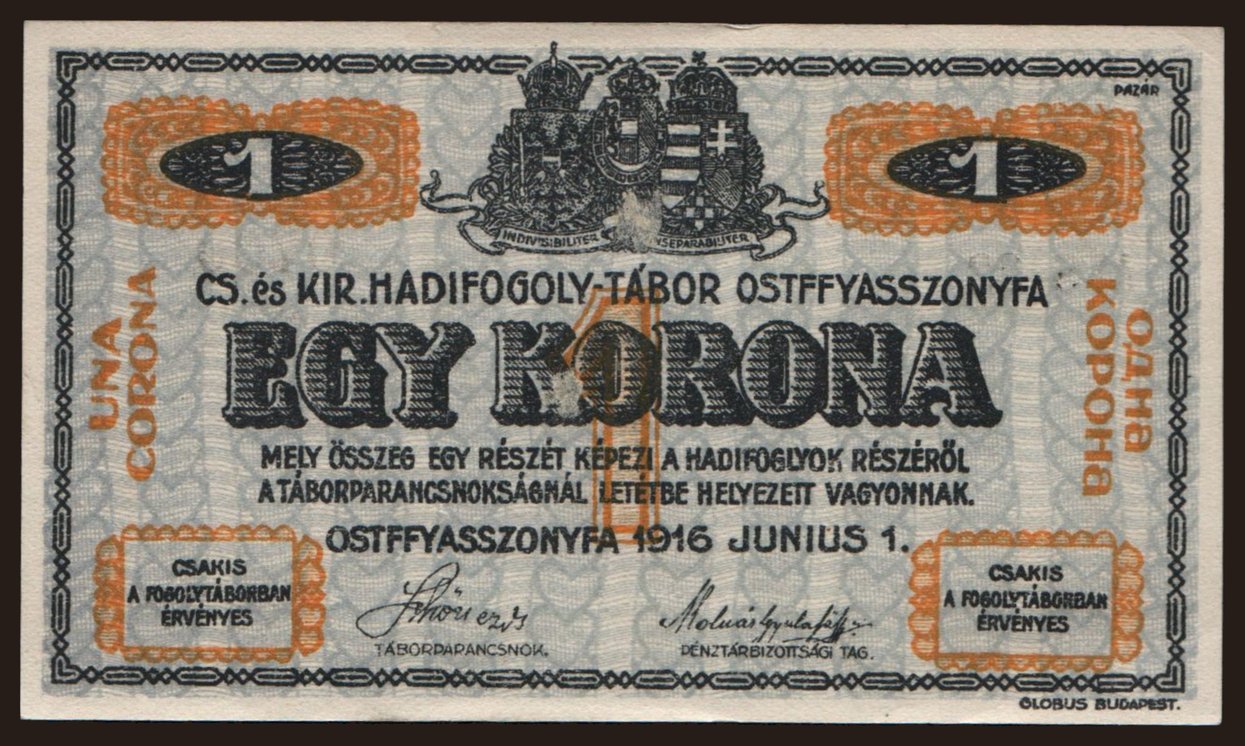 PAZÁR
1
1
INDIVISIBILITER
INSEPARABILITER
CS. és KIR. HADIFOGOLY-TÁBOR OSTFFYASSZONYFA
UNA
CORONA
ОДНА
КОРОНА
1
EGY KORONA
MELY ÖSSZEG EGY RÉSZÉT KÉPEZI A HADIFOGLYOK RÉSZÉRŐL
A TÁBORPARANCSNOKSÁGNÁL LETÉTBE HELYEZETT VAGYONNAK.
OSTFFYASSZONYFA 1916 JUNIUS 1.
CSAKIS
A FOGOLYTÁBORBAN
ÉRVÉNYES
CSAKIS
A FOGOLYTÁBORBAN
ÉRVÉNYES
TÁBORPARANCSNOK.
PÉNZTÁRBIZOTTSÁGI TAG.
GLOBUS BUDAPEST.